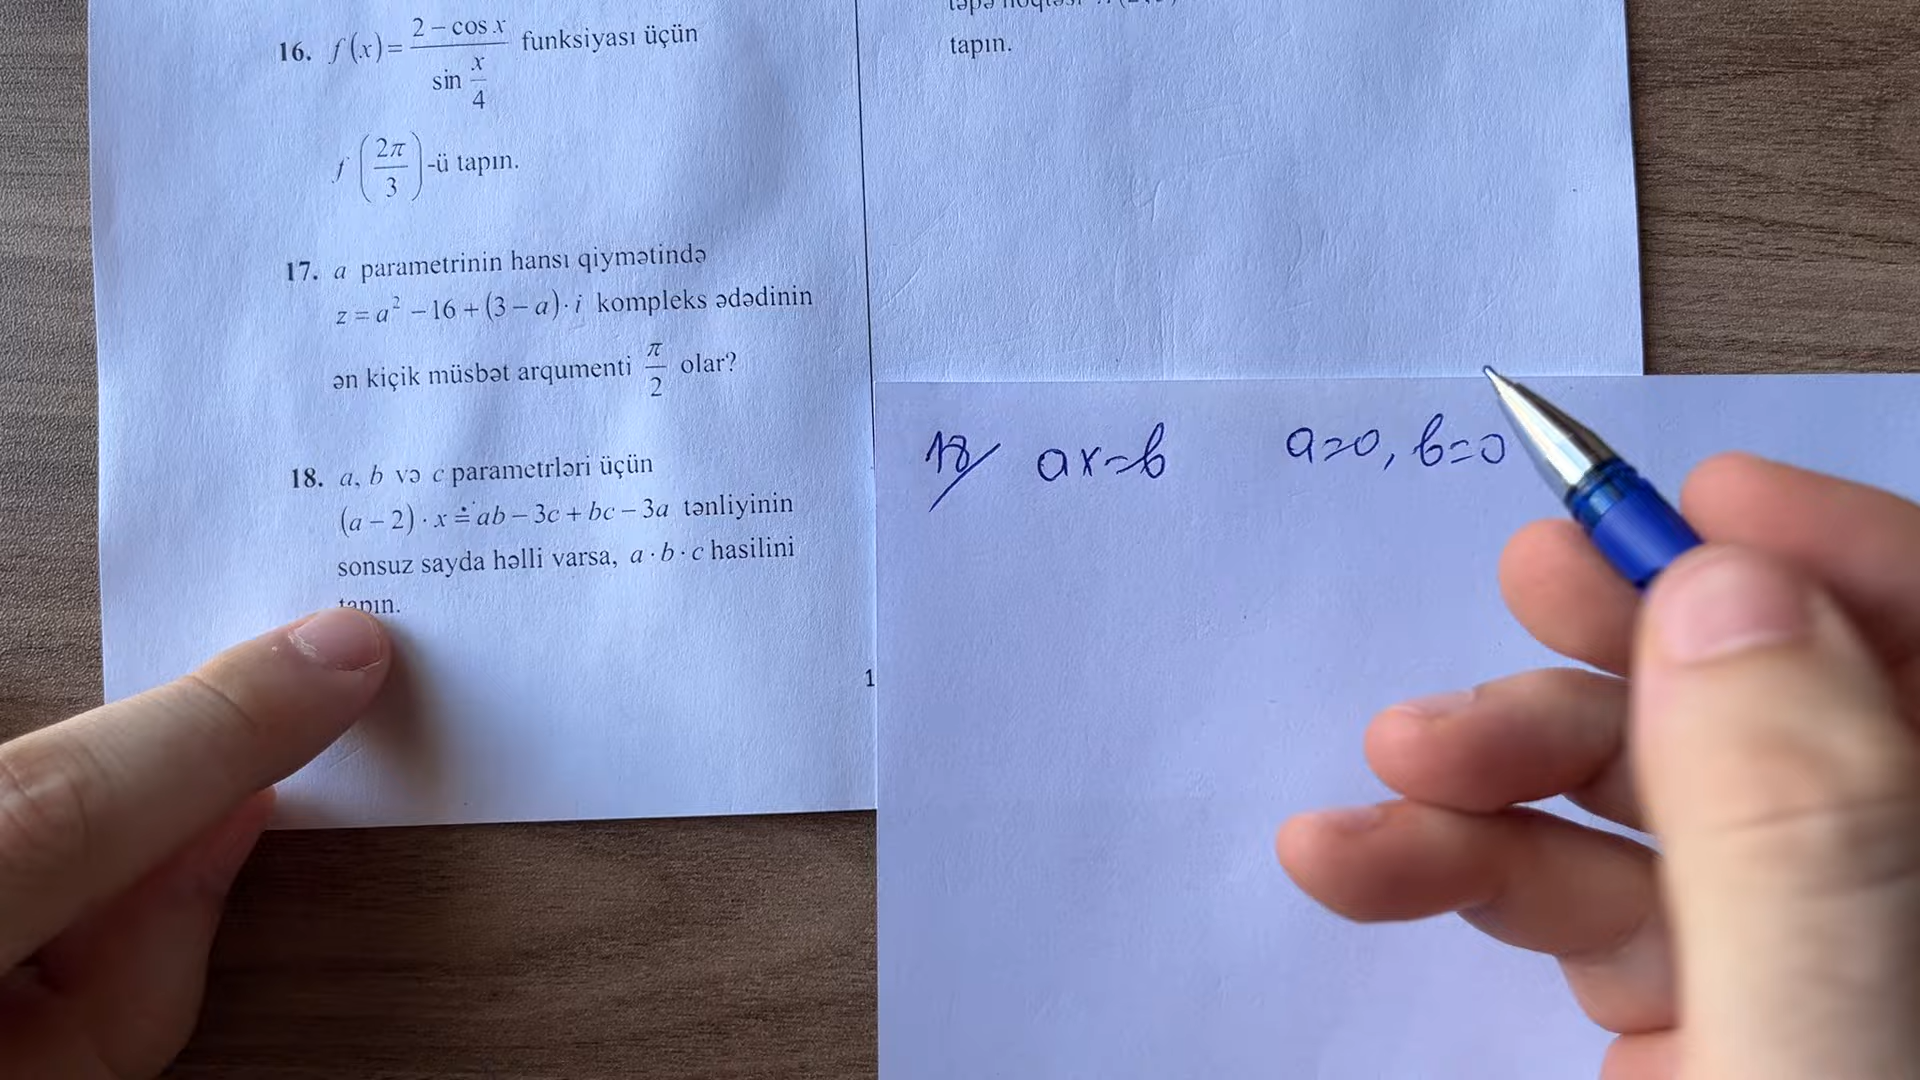 16. f(x) = (2 − cos x) / (sin x/4) funksiyası üçün
f(2π/3) -ü tapın.
17. a parametrinin hansı qiymətində
z = a² − 16 + (3 − a) · i kompleks ədədinin
ən kiçik müsbət arqumenti π/2 olar?
18. a, b və c parametrləri üçün
(a − 2) · x = ab − 3c + bc − 3a tənliyinin
sonsuz sayda həlli varsa, a · b · c hasilini
tapın.
1
tapın.
18/ ax=b a=0, b=0